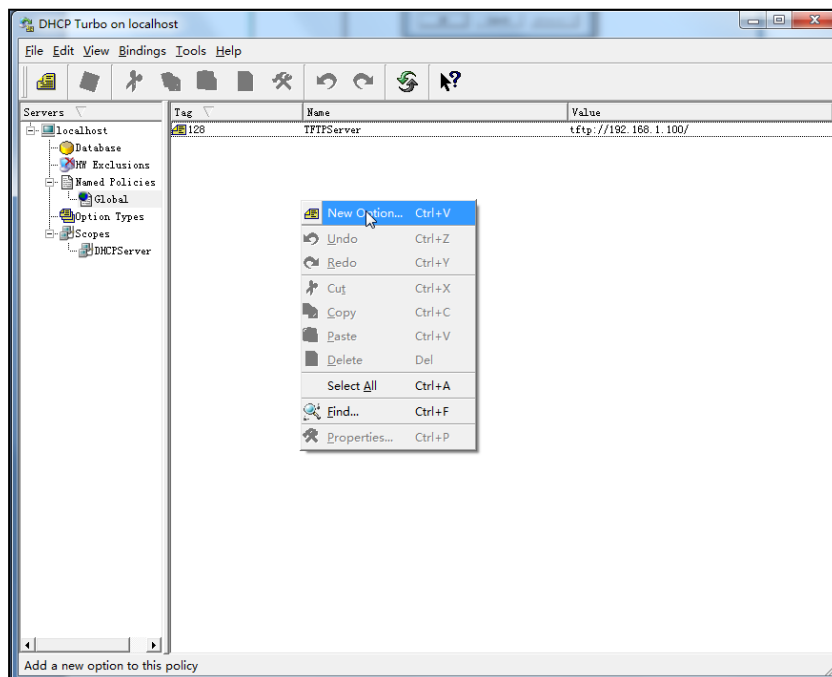 DHCP Turbo on localhost
File Edit View Bindings Tools Help
Servers
Tag Name Value
localhost
128 TFTPServer tftp://192.168.1.100/
Database
HW Exclusions
Named Policies
Global
Option Types
Scopes
DHCPServer
New Option... Ctrl+V
Undo Ctrl+Z
Redo Ctrl+Y
Cut Ctrl+X
Copy Ctrl+C
Paste Ctrl+V
Delete Del
Select All Ctrl+A
Find... Ctrl+F
Properties... Ctrl+P
Add a new option to this policy